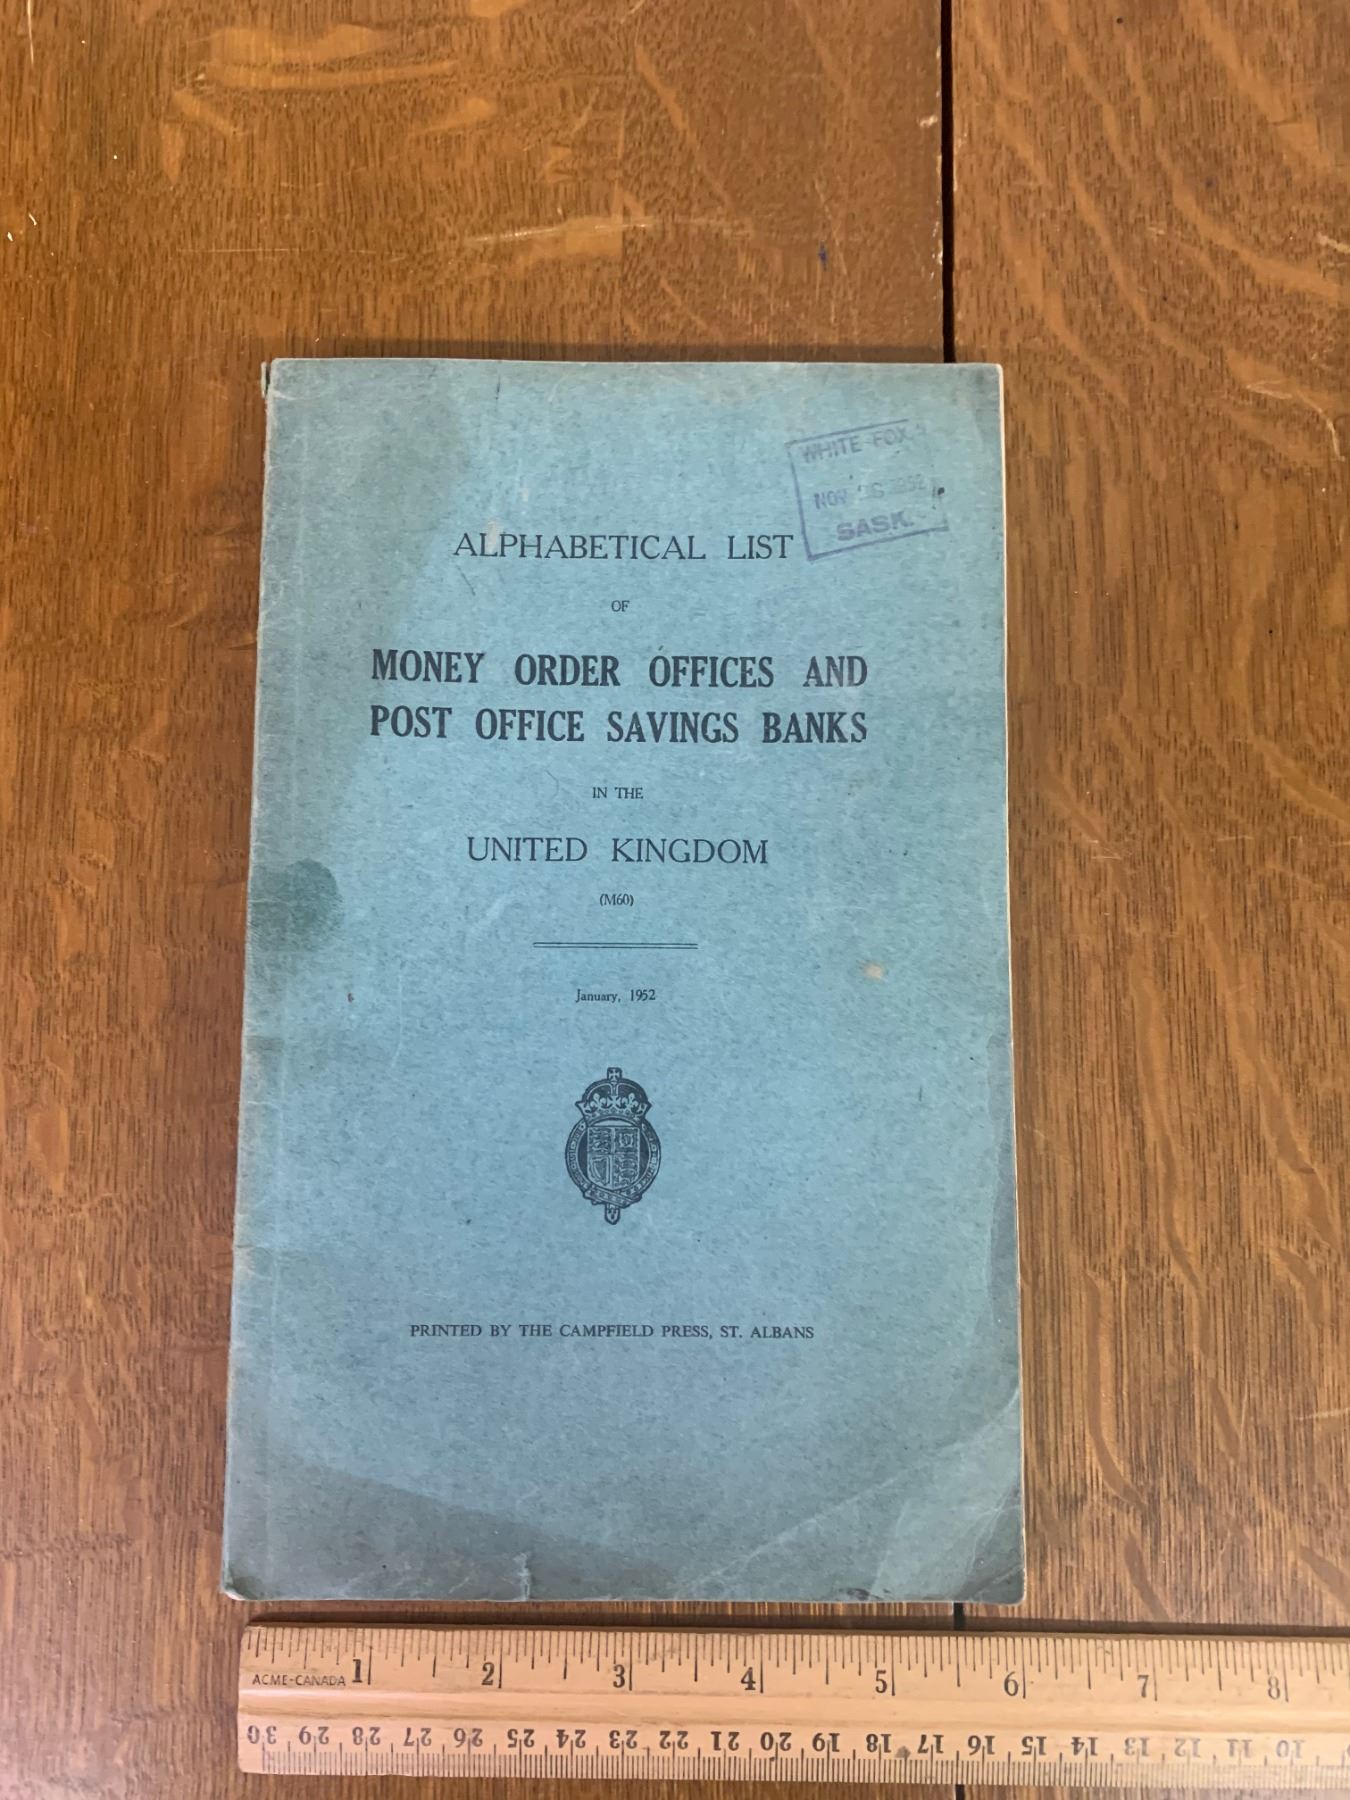 WHITE FOX
NOV 1952
SASK.
ALPHABETICAL LIST
OF
MONEY ORDER OFFICES AND
POST OFFICE SAVINGS BANKS
IN THE
UNITED KINGDOM
(M60)
January, 1952
PRINTED BY THE CAMPFIELD PRESS, ST. ALBANS
1 2 3 4 5 6 7 8
ACME-CANADA
30 29 28 27 26 25 24 23 22 21 20 19 18 17 16 15 14 13 12 11 10